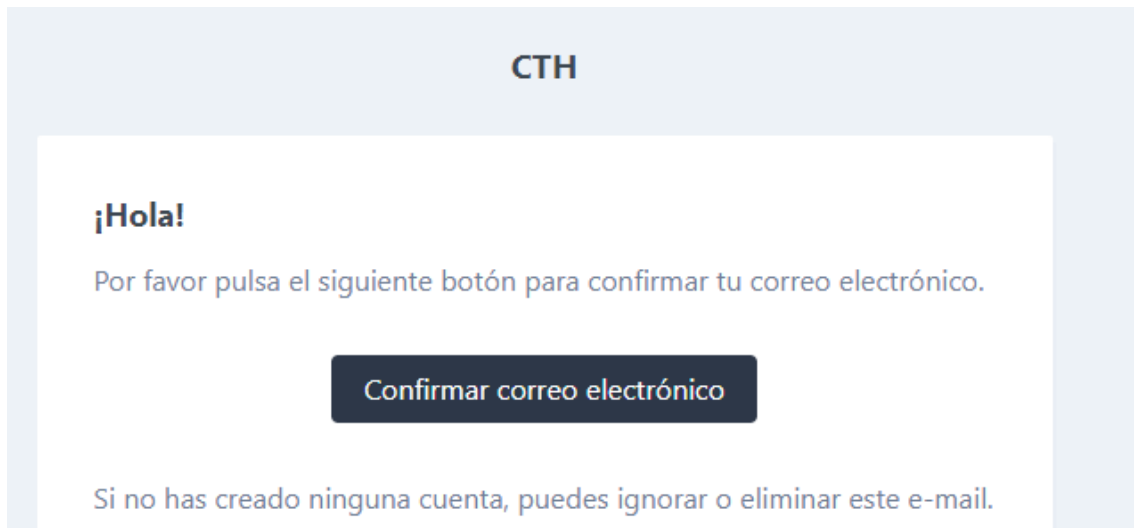 CTH
¡Hola!
Por favor pulsa el siguiente botón para confirmar tu correo electrónico.
Confirmar correo electrónico
Si no has creado ninguna cuenta, puedes ignorar o eliminar este e-mail.